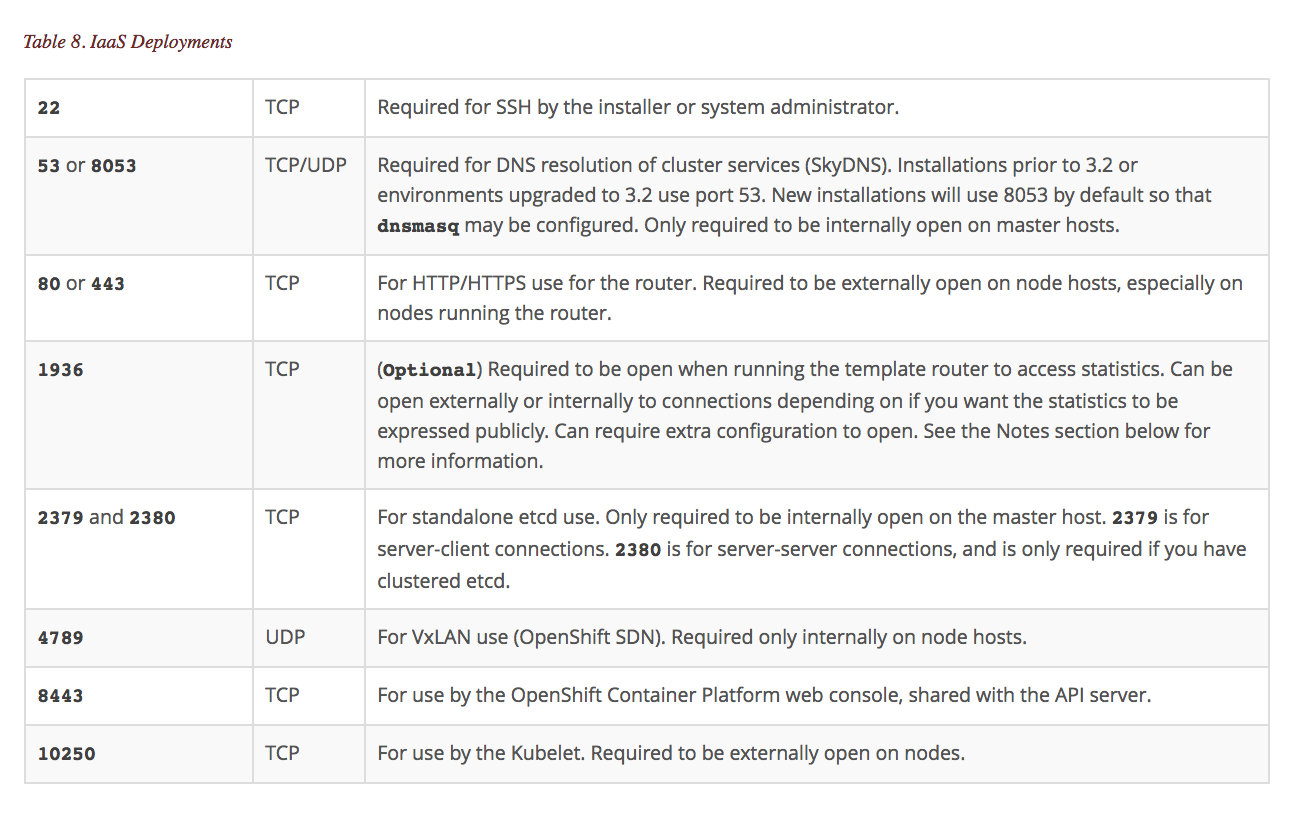 Table 8. IaaS Deployments
22 TCP Required for SSH by the installer or system administrator.
53 or 8053 TCP/UDP Required for DNS resolution of cluster services (SkyDNS). Installations prior to 3.2 or
environments upgraded to 3.2 use port 53. New installations will use 8053 by default so that
dnsmasq may be configured. Only required to be internally open on master hosts.
80 or 443 TCP For HTTP/HTTPS use for the router. Required to be externally open on node hosts, especially on
nodes running the router.
1936 TCP (Optional) Required to be open when running the template router to access statistics. Can be
open externally or internally to connections depending on if you want the statistics to be
expressed publicly. Can require extra configuration to open. See the Notes section below for
more information.
2379 and 2380 TCP For standalone etcd use. Only required to be internally open on the master host. 2379 is for
server-client connections. 2380 is for server-server connections, and is only required if you have
clustered etcd.
4789 UDP For VxLAN use (OpenShift SDN). Required only internally on node hosts.
8443 TCP For use by the OpenShift Container Platform web console, shared with the API server.
10250 TCP For use by the Kubelet. Required to be externally open on nodes.